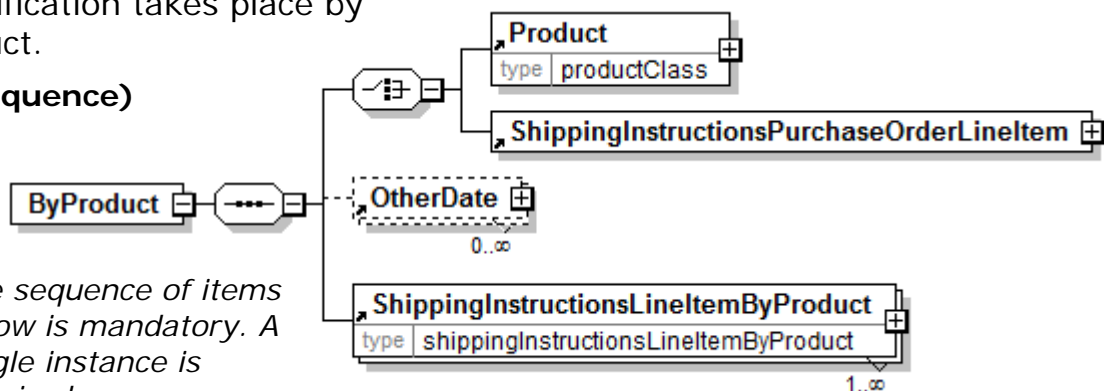 ification takes place by
uct.
quence)
e sequence of items
ow is mandatory. A
gle instance is
ByProduct
Product
type productClass
ShippingInstructionsPurchaseOrderLineItem
OtherDate
0..∞
ShippingInstructionsLineItemByProduct
type shippingInstructionsLineItemByProduct
1..∞